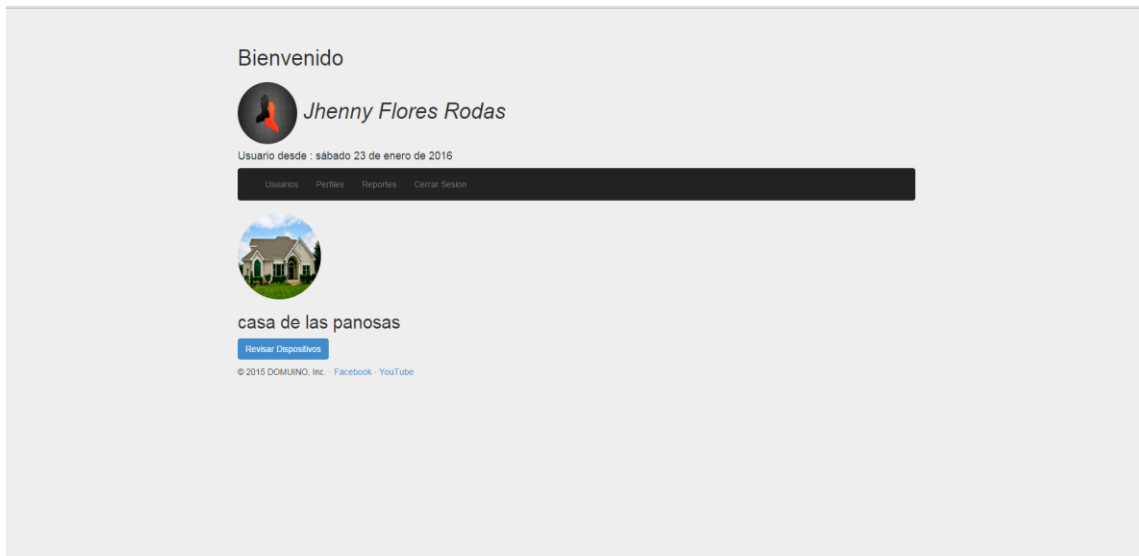 Bienvenido
Jhenny Flores Rodas
Usuario desde : sábado 23 de enero de 2016
Usuarios Perfiles Reportes Cerrar Sesion
casa de las panosas
Revisar Dispositivos
© 2015 DOMUINO, Inc. · Facebook · YouTube